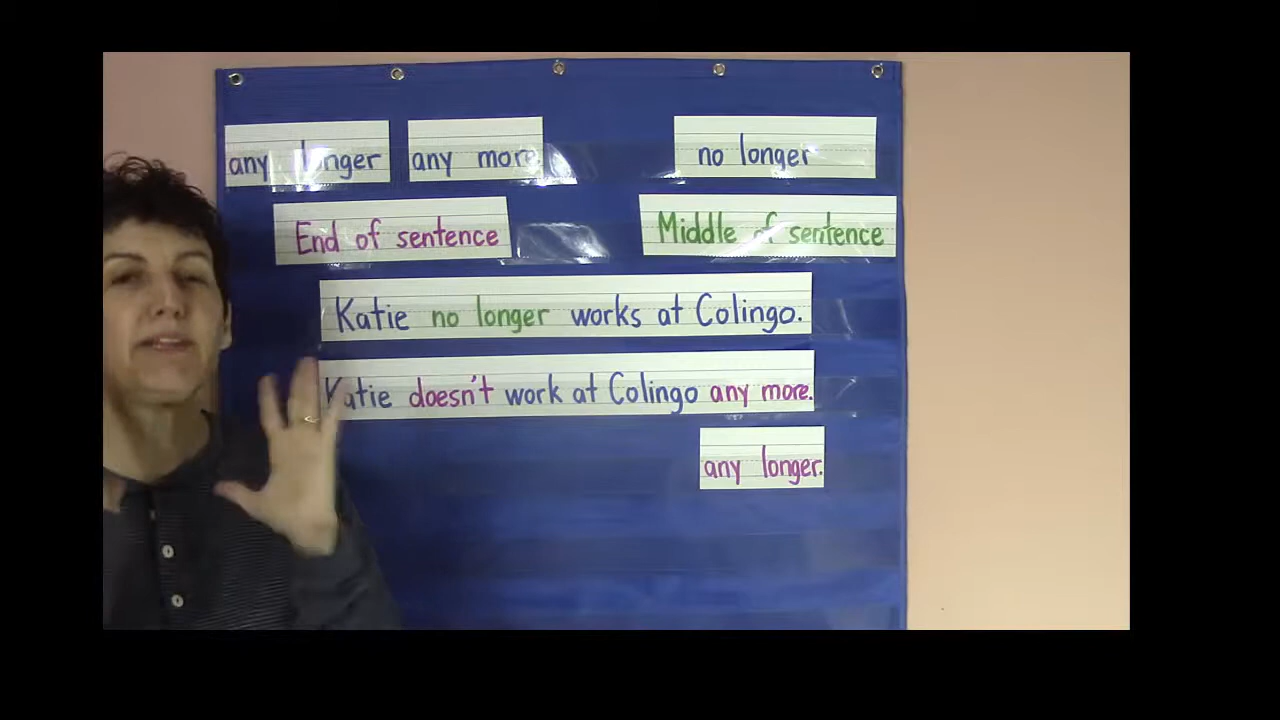 any longer any more no longer
End of sentence Middle of sentence
Katie no longer works at Colingo.
Katie doesn't work at Colingo any more.
any longer.